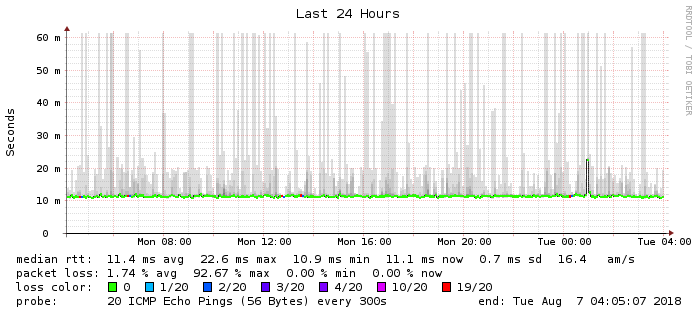 Last 24 Hours
RRDTOOL / TOBI OETIKER
Seconds
60 m
50 m
40 m
30 m
20 m
10 m
0
Mon 08:00 Mon 12:00 Mon 16:00 Mon 20:00 Tue 00:00 Tue 04:00
median rtt: 11.4 ms avg 22.6 ms max 10.9 ms min 11.1 ms now 0.7 ms sd 16.4 am/s
packet loss: 1.74 % avg 92.67 % max 0.00 % min 0.00 % now
loss color: 0 1/20 2/20 3/20 4/20 10/20 19/20
probe: 20 ICMP Echo Pings (56 Bytes) every 300s end: Tue Aug 7 04:05:07 2018